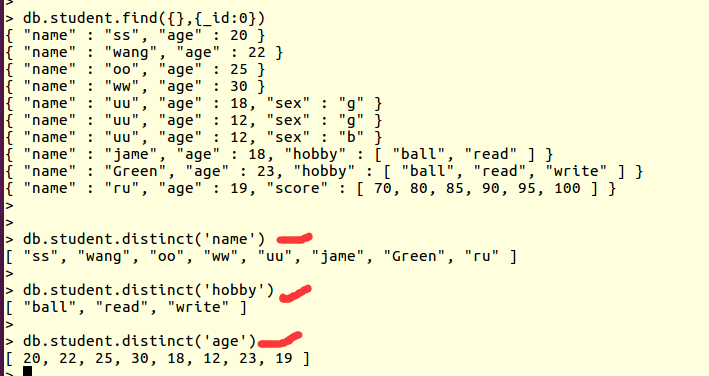 > db.student.find({},{_id:0})
{ "name" : "ss", "age" : 20 }
{ "name" : "wang", "age" : 22 }
{ "name" : "oo", "age" : 25 }
{ "name" : "ww", "age" : 30 }
{ "name" : "uu", "age" : 18, "sex" : "g" }
{ "name" : "uu", "age" : 12, "sex" : "g" }
{ "name" : "uu", "age" : 12, "sex" : "b" }
{ "name" : "jame", "age" : 18, "hobby" : [ "ball", "read" ] }
{ "name" : "Green", "age" : 23, "hobby" : [ "ball", "read", "write" ] }
{ "name" : "ru", "age" : 19, "score" : [ 70, 80, 85, 90, 95, 100 ] }
>
>
> db.student.distinct('name')
[ "ss", "wang", "oo", "ww", "uu", "jame", "Green", "ru" ]
>
> db.student.distinct('hobby')
[ "ball", "read", "write" ]
>
> db.student.distinct('age')
[ 20, 22, 25, 30, 18, 12, 23, 19 ]
>